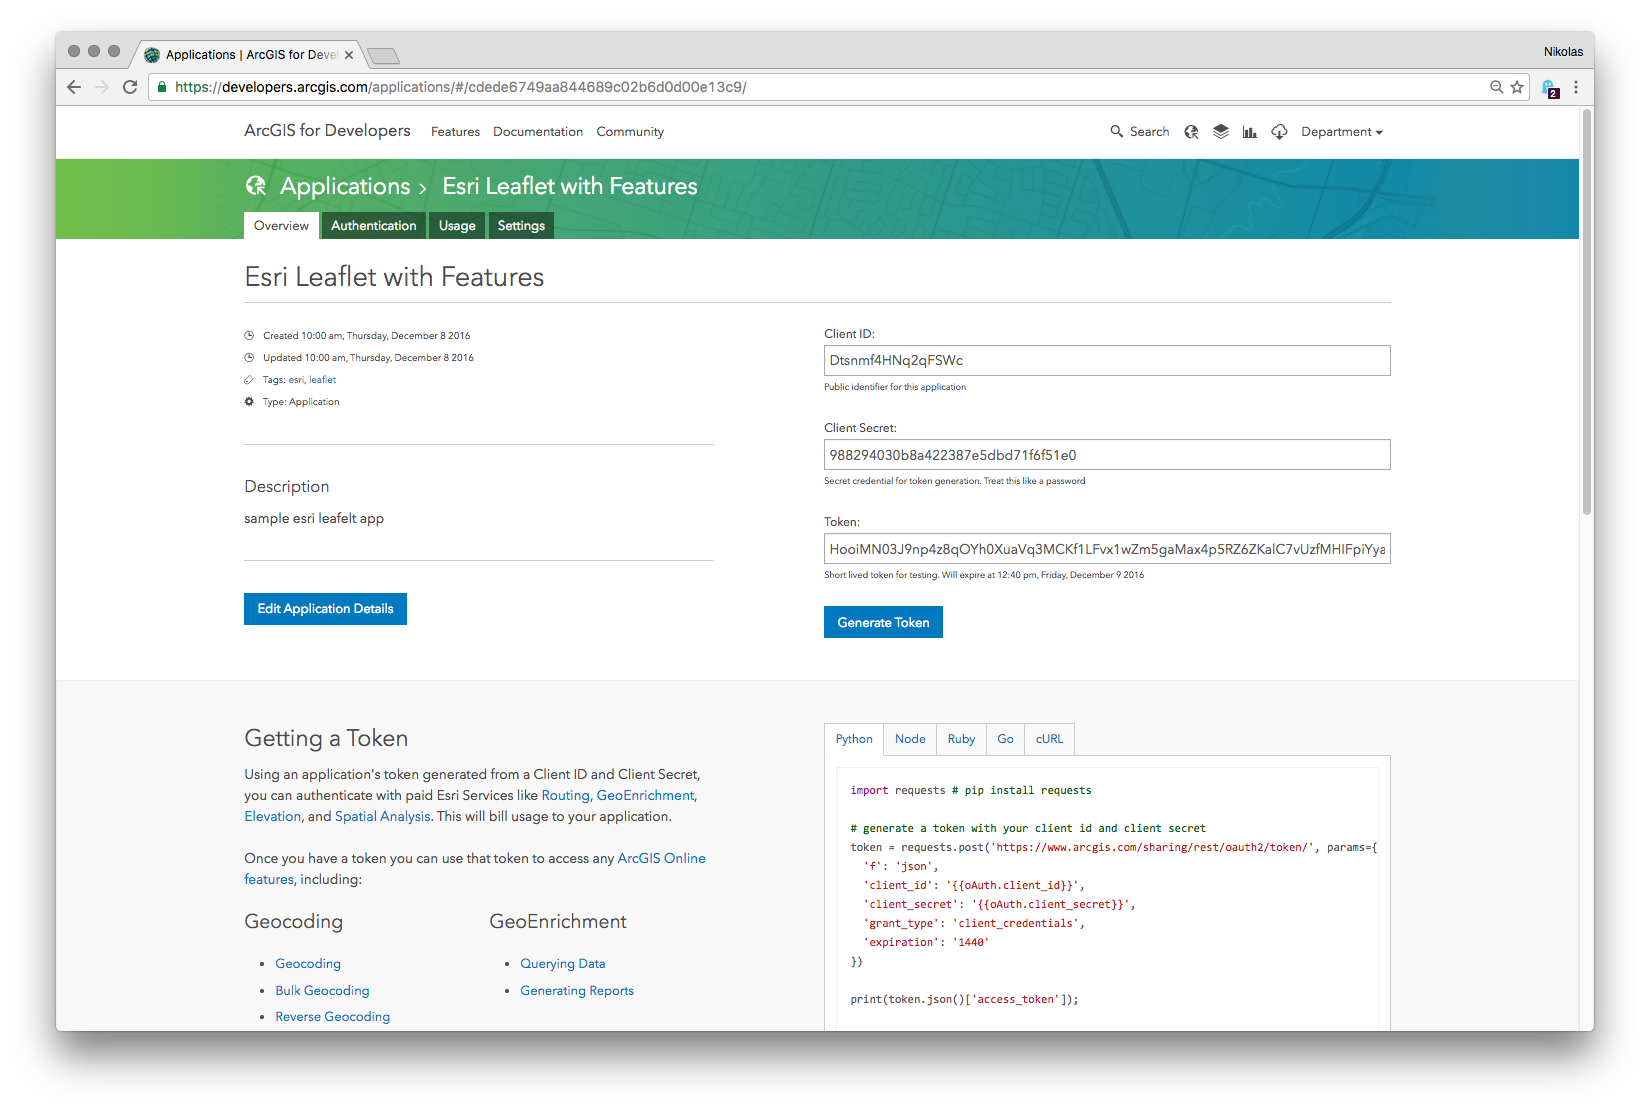 Applications | ArcGIS for Deve
Nikolas
https://developers.arcgis.com/applications/#/cdede6749aa844689c02b6d0d00e13c9/
2
ArcGIS for Developers Features Documentation Community Search Department
Applications › Esri Leaflet with Features
Overview Authentication Usage Settings
Esri Leaflet with Features
Created 10:00 am, Thursday, December 8 2016
Updated 10:00 am, Thursday, December 8 2016
Tags: esri, leaflet
Type: Application
Description
sample esri leafelt app
Edit Application Details
Client ID:
Dtsnmf4HNq2qFSWc
Public identifier for this application
Client Secret:
988294030b8a422387e5dbd71f6f51e0
Secret credential for token generation. Treat this like a password
Token:
HooiMN03J9np4z8qOYh0XuaVq3MCKf1LFvx1wZm5gaMax4p5RZ6ZKalC7vUzfMHIFpiYya
Short lived token for testing. Will expire at 12:40 pm, Friday, December 9 2016
Generate Token
Getting a Token
Using an application's token generated from a Client ID and Client Secret,
you can authenticate with paid Esri Services like Routing, GeoEnrichment,
Elevation, and Spatial Analysis. This will bill usage to your application.
Once you have a token you can use that token to access any ArcGIS Online
features, including:
Geocoding
Geocoding
Bulk Geocoding
Reverse Geocoding
GeoEnrichment
Querying Data
Generating Reports
Python Node Ruby Go cURL
import requests # pip install requests
# generate a token with your client id and client secret
token = requests.post('https://www.arcgis.com/sharing/rest/oauth2/token/', params={
'f': 'json',
'client_id': '{{oAuth.client_id}}',
'client_secret': '{{oAuth.client_secret}}',
'grant_type': 'client_credentials',
'expiration': '1440'
})
print(token.json()['access_token']);